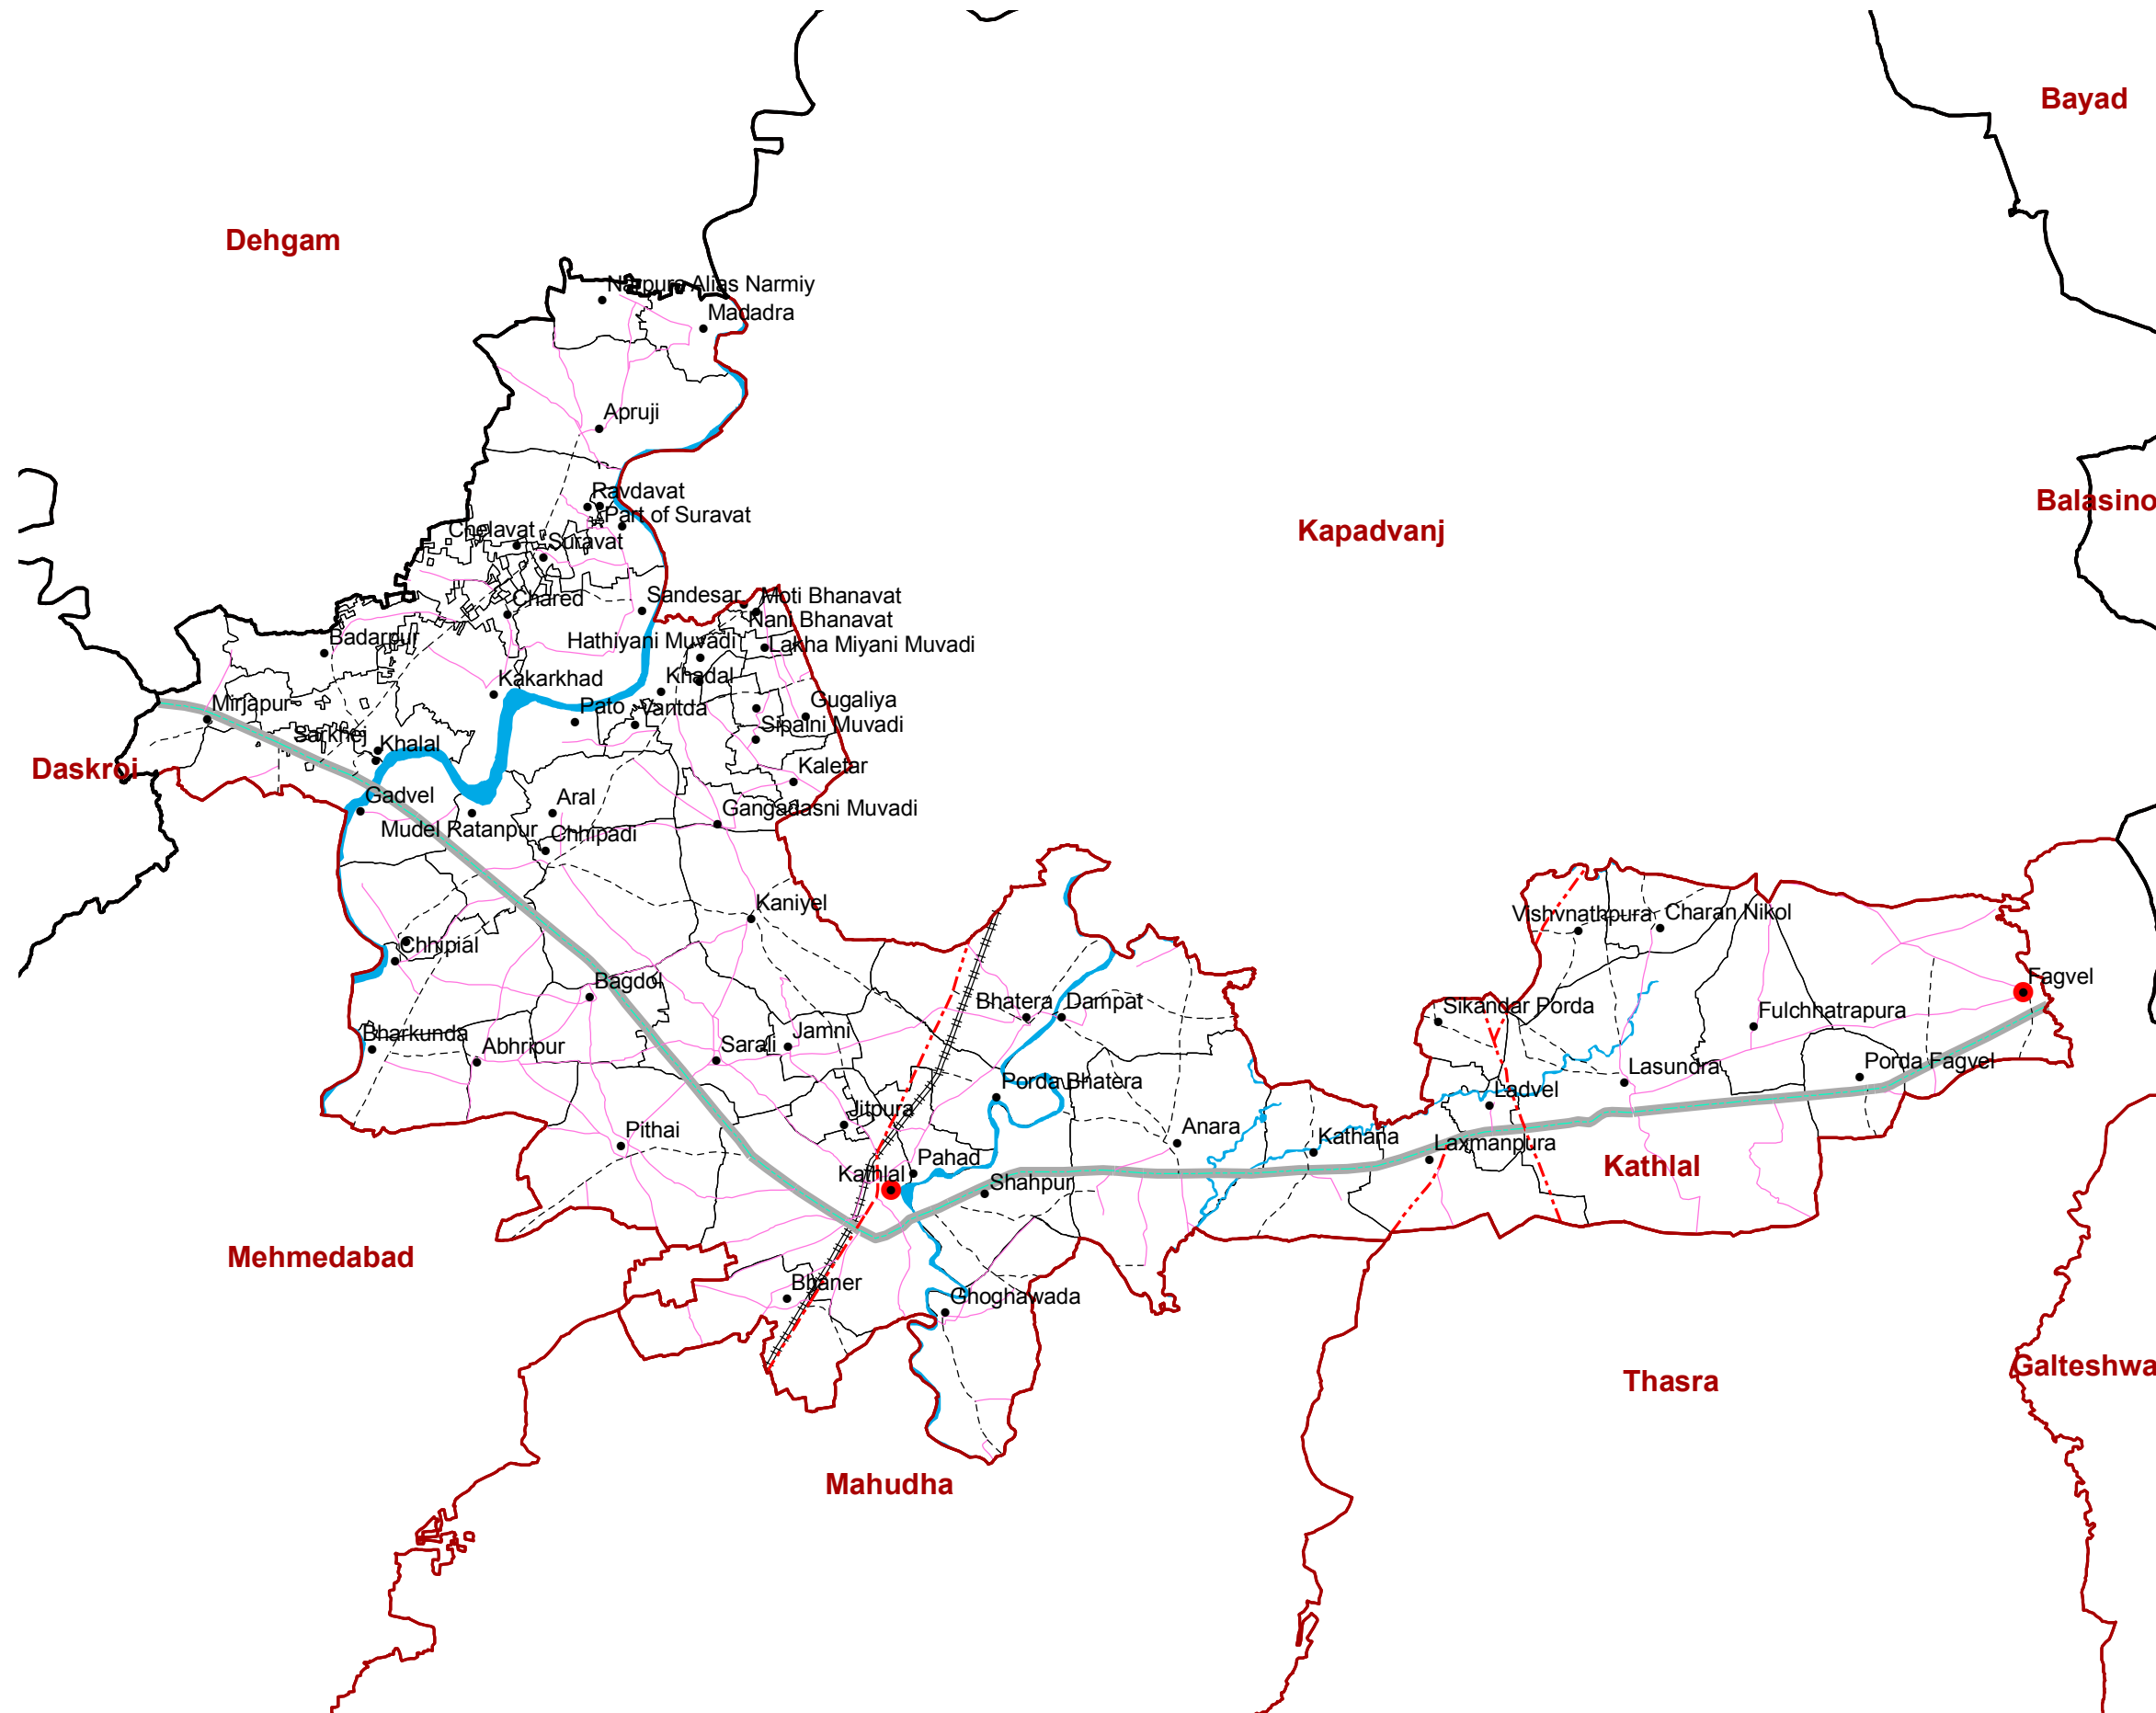 Bayad
Dehgam
Narpura Alias Narmiy
Madadra
Apruji
Ravdavat
Balasino
Part of Suravat
Kapadvanj
Chelavat
Suravat
Chared
Sandesar
Moti Bhanavat
Nani Bhanavat
Badarpur
Hathiyani Muvadi
Lakha Miyani Muvadi
Kakarkhad
Khadal
Mirjapur
Pato
Vantda
Gugaliya
Sipaini Muvadi
Sarkhej
Khalal
Daskroi
Kaletar
Gadvel
Aral
Gangadasni Muvadi
Mudel Ratanpur
Chhipadi
Kaniyel
Vishvnathpura
Charan Nikol
Chhipial
Bagdol
Fagvel
Bhatera
Dampat
Sikandar Porda
Fulchhatrapura
Bharkunda
Abhripur
Sarali
Jamni
Lasundra
Porda Fagvel
Porda Bhatera
Ladvel
Jitpura
Pithai
Anara
Kathana
Laxmanpura
Kathlal
Pahad
Kathlal
Shahpur
Mehmedabad
Bhaner
Ghoghawada
Thasra
Galteshwa
Mahudha